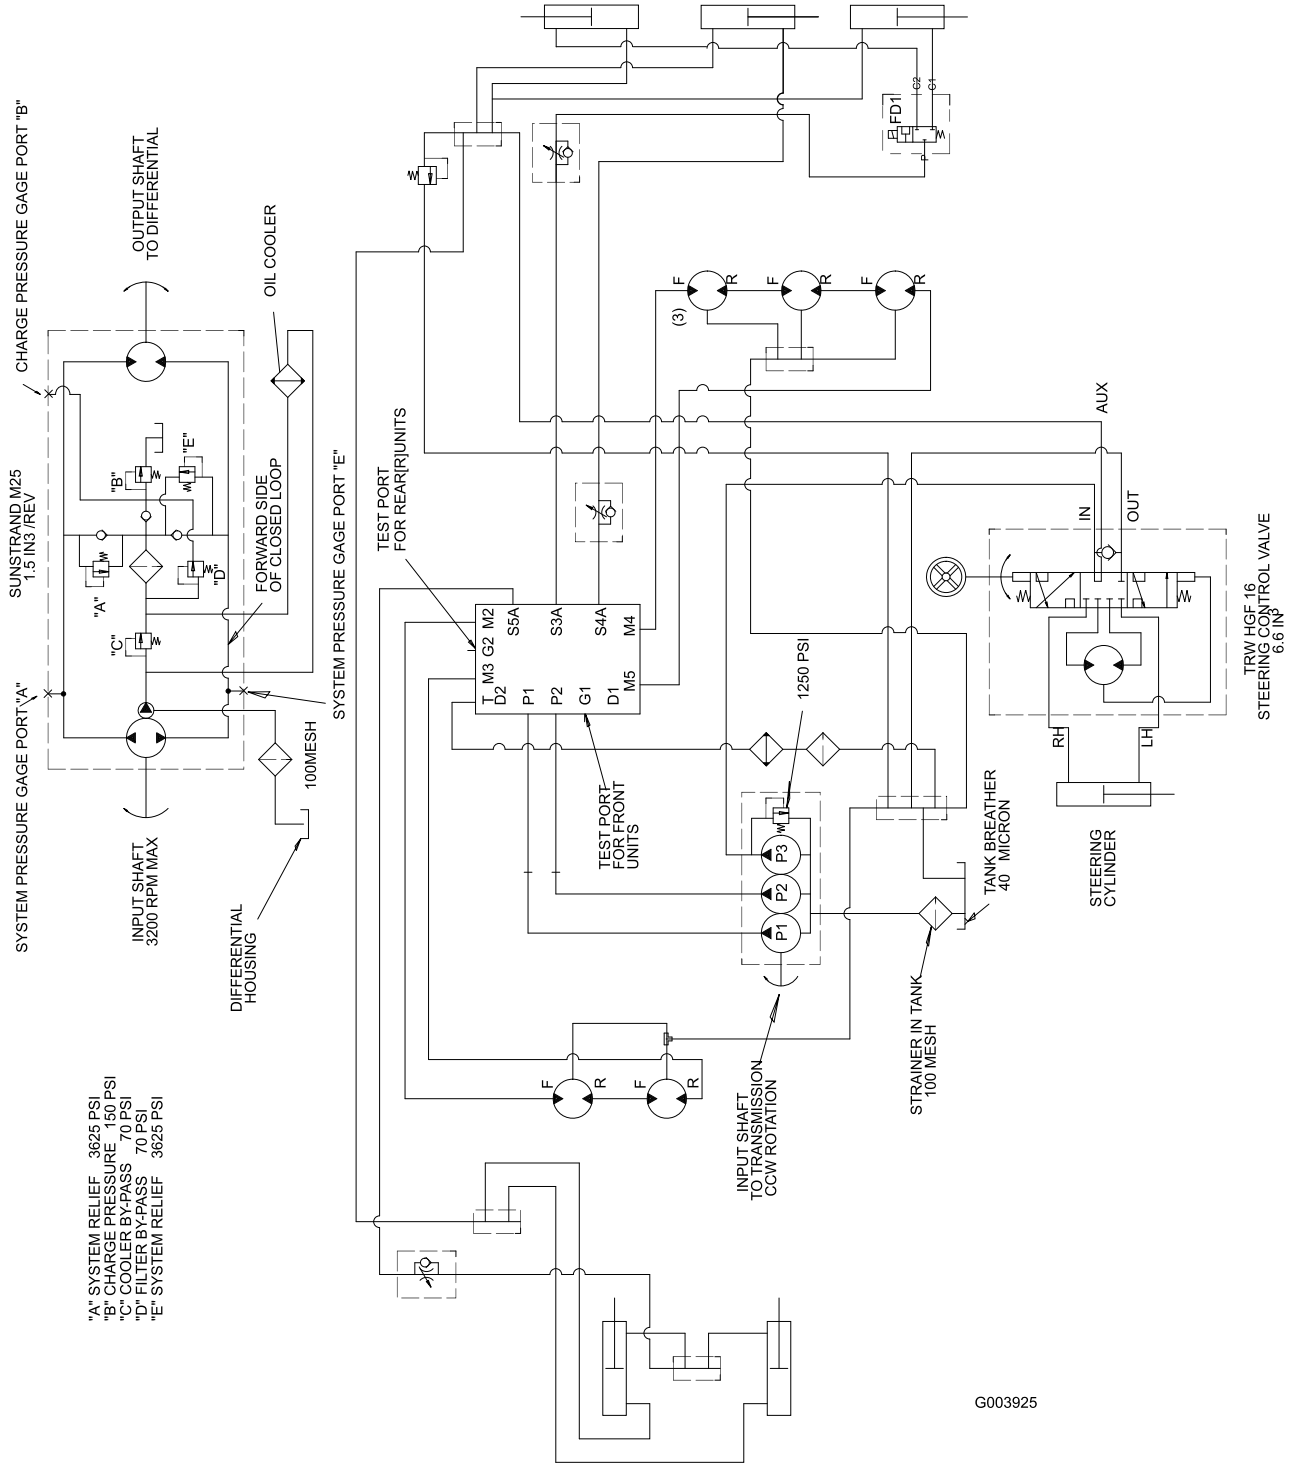 SUNSTRAND M25
1.5 IN3 /REV
SYSTEM PRESSURE GAGE PORT "A"
CHARGE PRESSURE GAGE PORT "B"
INPUT SHAFT
3200 RPM MAX
OUTPUT SHAFT
TO DIFFERENTIAL
"A"
"B"
"C"
"D"
"E"
OIL COOLER
FORWARD SIDE
OF CLOSED LOOP
SYSTEM PRESSURE GAGE PORT "E"
100MESH
DIFFERENTIAL
HOUSING
"A" SYSTEM RELIEF 3625 PSI
"B" CHARGE PRESSURE 150 PSI
"C" COOLER BY-PASS 70 PSI
"D" FILTER BY-PASS 70 PSI
"E" SYSTEM RELIEF 3625 PSI
TEST PORT
FOR REAR[R]UNITS
T
M3
G2
M2
D2
S5A
P1
P2
S3A
G1
S4A
D1
M5
M4
TEST PORT
FOR FRONT
UNITS
1250 PSI
P1
P2
P3
INPUT SHAFT
TO TRANSMISSION
CCW ROTATION
STRAINER IN TANK
100 MESH
TANK BREATHER
40 MICRON
F
R
F
R
(3)
F
R
F
R
F
R
FD1
C2
C1
P
AUX
IN
OUT
RH
LH
STEERING
CYLINDER
TRW HGF 16
STEERING CONTROL VALVE
6.6 IN3
G003925